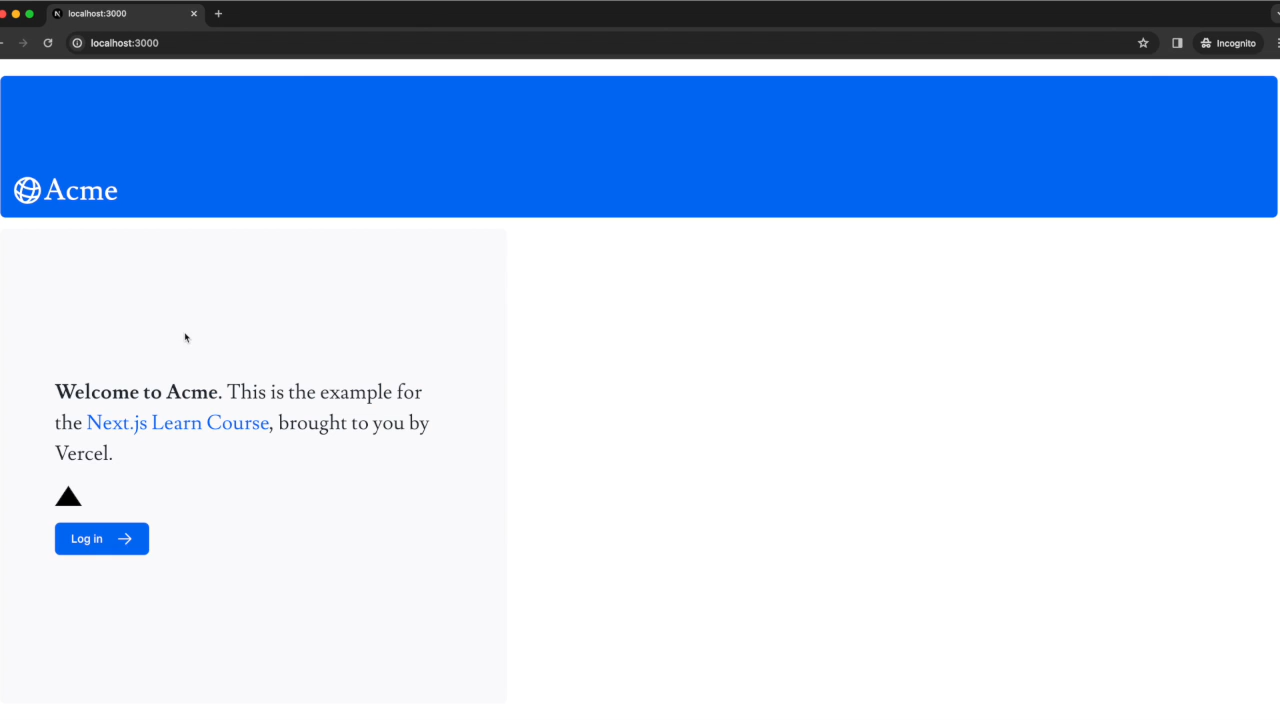 localhost:3000
localhost:3000
Incognito
Acme
Welcome to Acme. This is the example for
the Next.js Learn Course, brought to you by
Vercel.
Log in